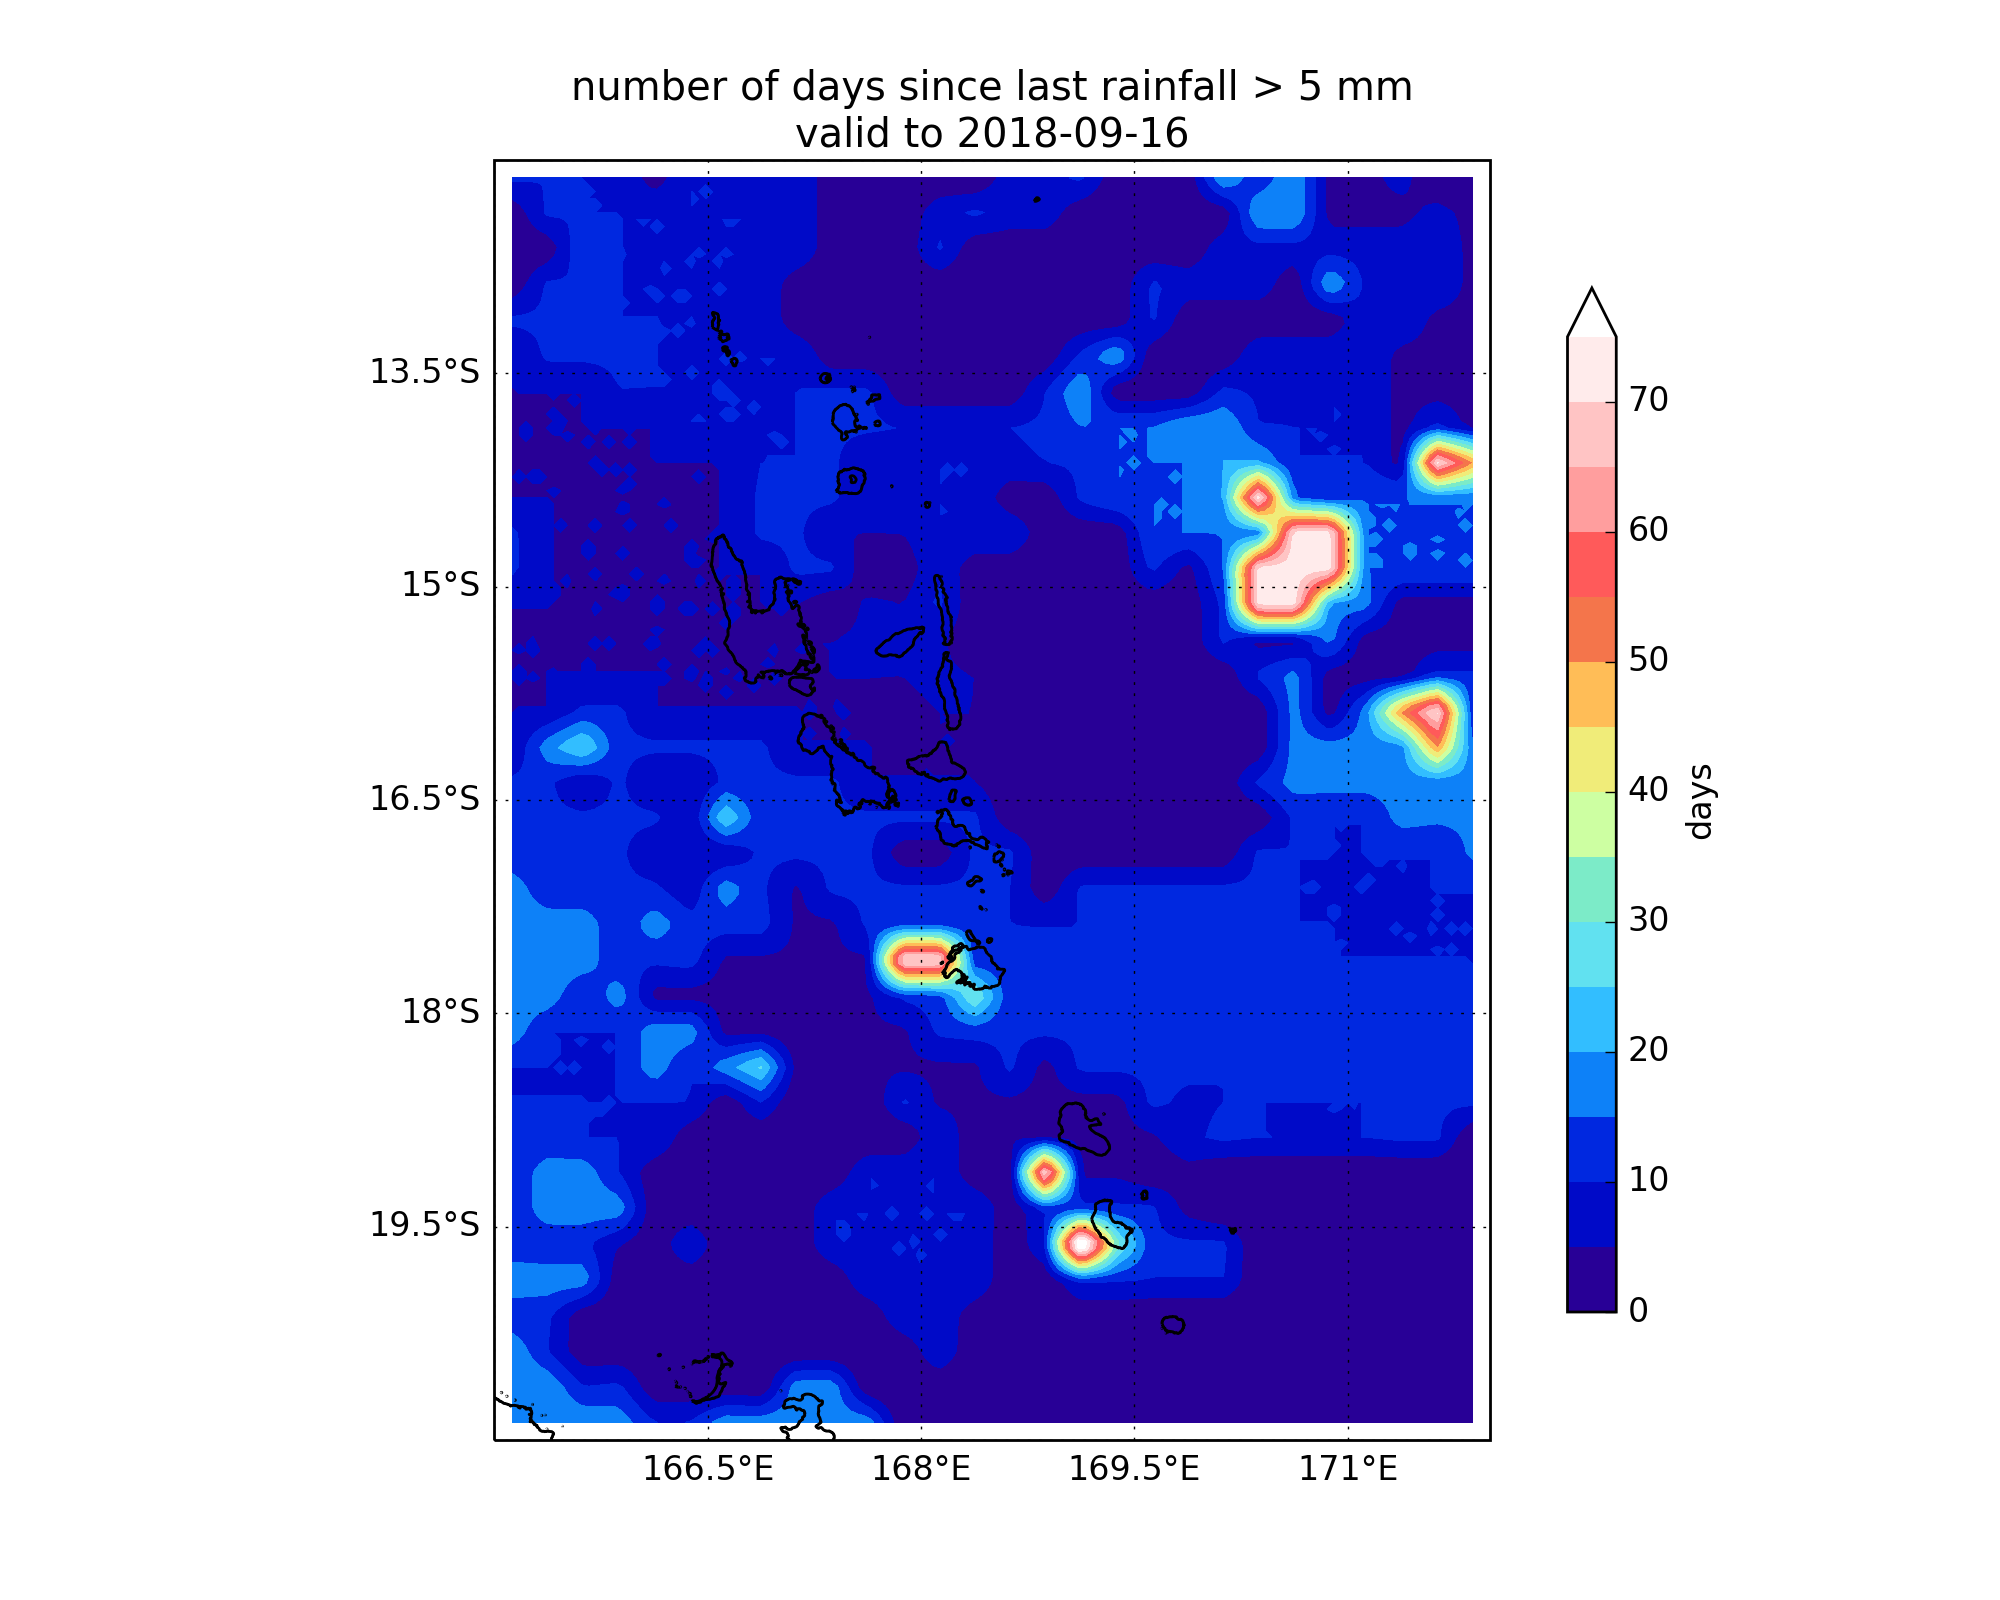 number of days since last rainfall > 5 mm
valid to 2018-09-16
13.5°S
15°S
16.5°S
18°S
19.5°S
166.5°E
168°E
169.5°E
171°E
70
60
50
40
30
20
10
0
days